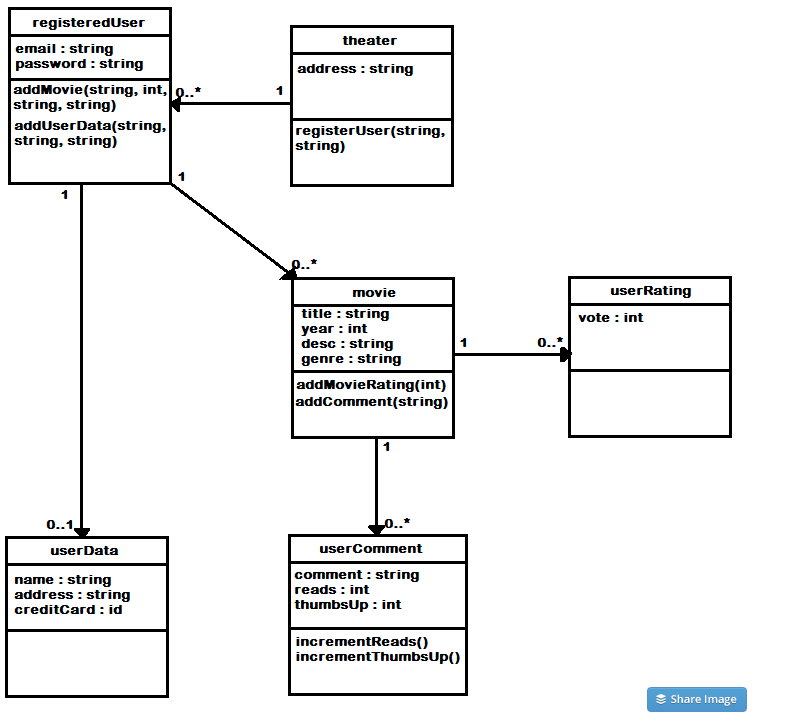 registeredUser
email : string
password : string
addMovie(string, int,
string, string)
addUserData(string,
string, string)
theater
address : string
registerUser(string,
string)
0..*
1
1
1
0..*
movie
title : string
year : int
desc : string
genre : string
addMovieRating(int)
addComment(string)
1
0..*
userRating
vote : int
1
0..*
0..1
userData
name : string
address : string
creditCard : id
userComment
comment : string
reads : int
thumbsUp : int
incrementReads()
incrementThumbsUp()
Share Image